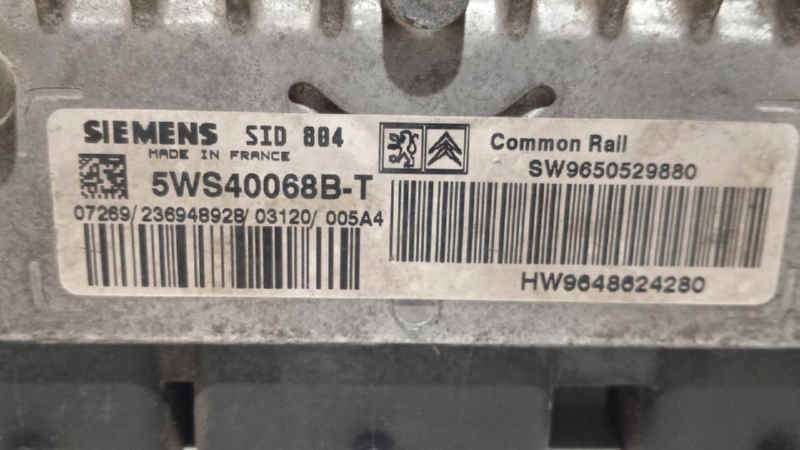 SIEMENS SID 804
MADE IN FRANCE
5WS40068B-T
07269/236948928/03120/005A4
Common Rail
SW9650529880
HW9648624280